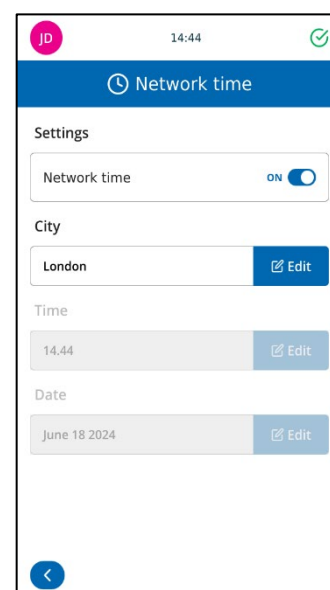 JD 14:44
Network time
Settings
Network time ON
City
London Edit
Time
14.44 Edit
Date
June 18 2024 Edit